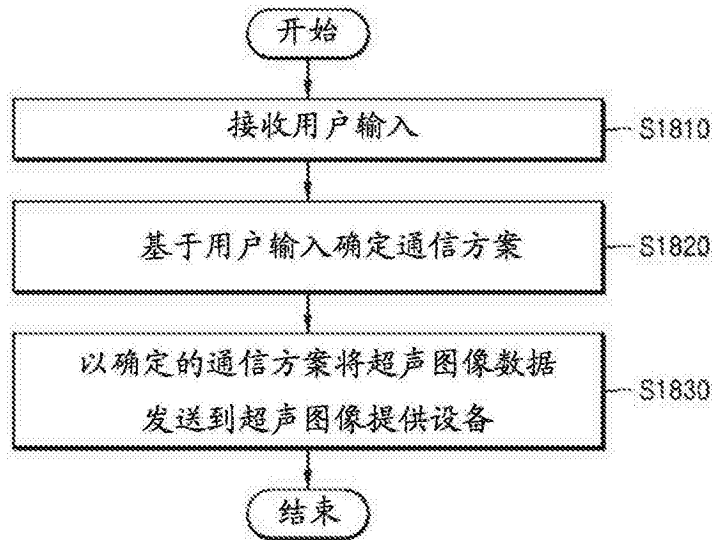 开始
接收用户输入
S1810
基于用户输入确定通信方案
S1820
以确定的通信方案将超声图像数据
发送到超声图像提供设备
S1830
结束